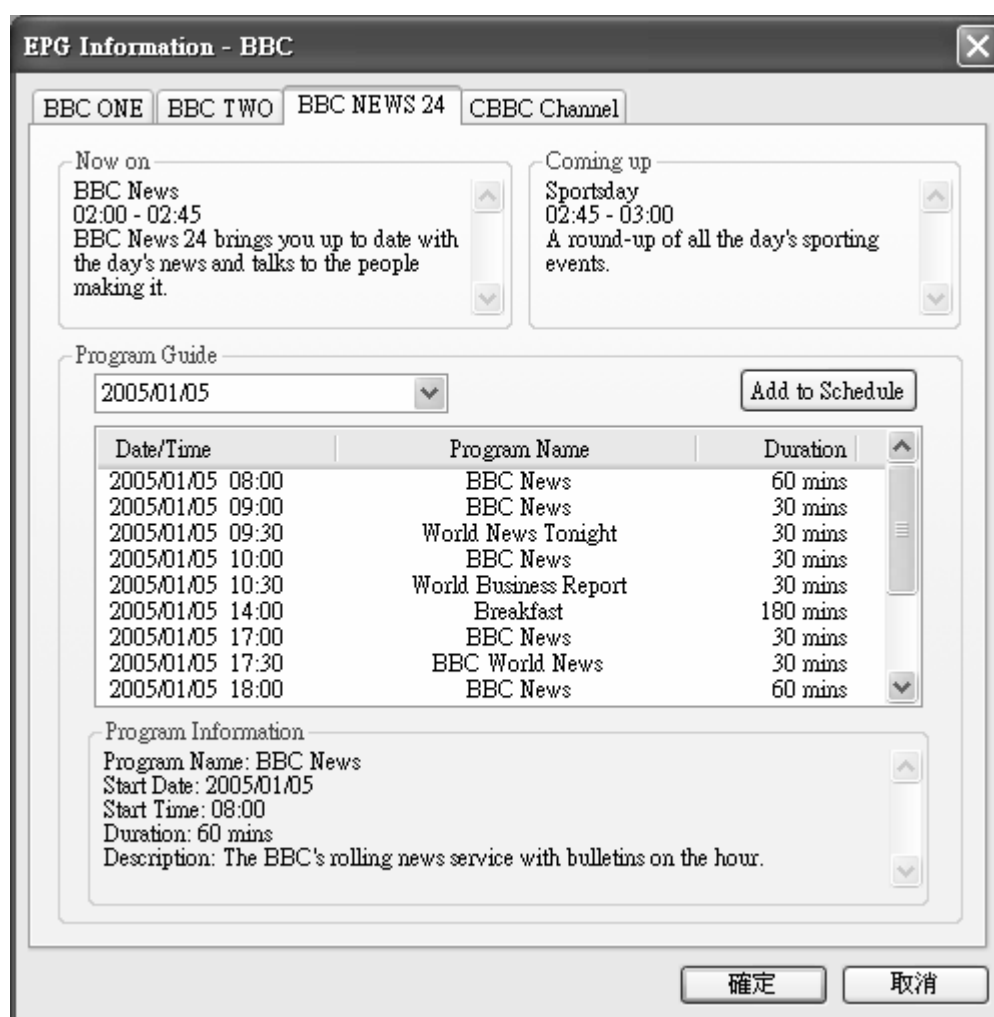 EPG Information - BBC
BBC ONE BBC TWO BBC NEWS 24 CBBC Channel
Now on
BBC News
02:00 - 02:45
BBC News 24 brings you up to date with
the day's news and talks to the people
making it.
Coming up
Sportsday
02:45 - 03:00
A round-up of all the day's sporting
events.
Program Guide
2005/01/05 Add to Schedule
Date/Time Program Name Duration
2005/01/05 08:00 BBC News 60 mins
2005/01/05 09:00 BBC News 30 mins
2005/01/05 09:30 World News Tonight 30 mins
2005/01/05 10:00 BBC News 30 mins
2005/01/05 10:30 World Business Report 30 mins
2005/01/05 14:00 Breakfast 180 mins
2005/01/05 17:00 BBC News 30 mins
2005/01/05 17:30 BBC World News 30 mins
2005/01/05 18:00 BBC News 60 mins
Program Information
Program Name: BBC News
Start Date: 2005/01/05
Start Time: 08:00
Duration: 60 mins
Description: The BBC's rolling news service with bulletins on the hour.
確定 取消